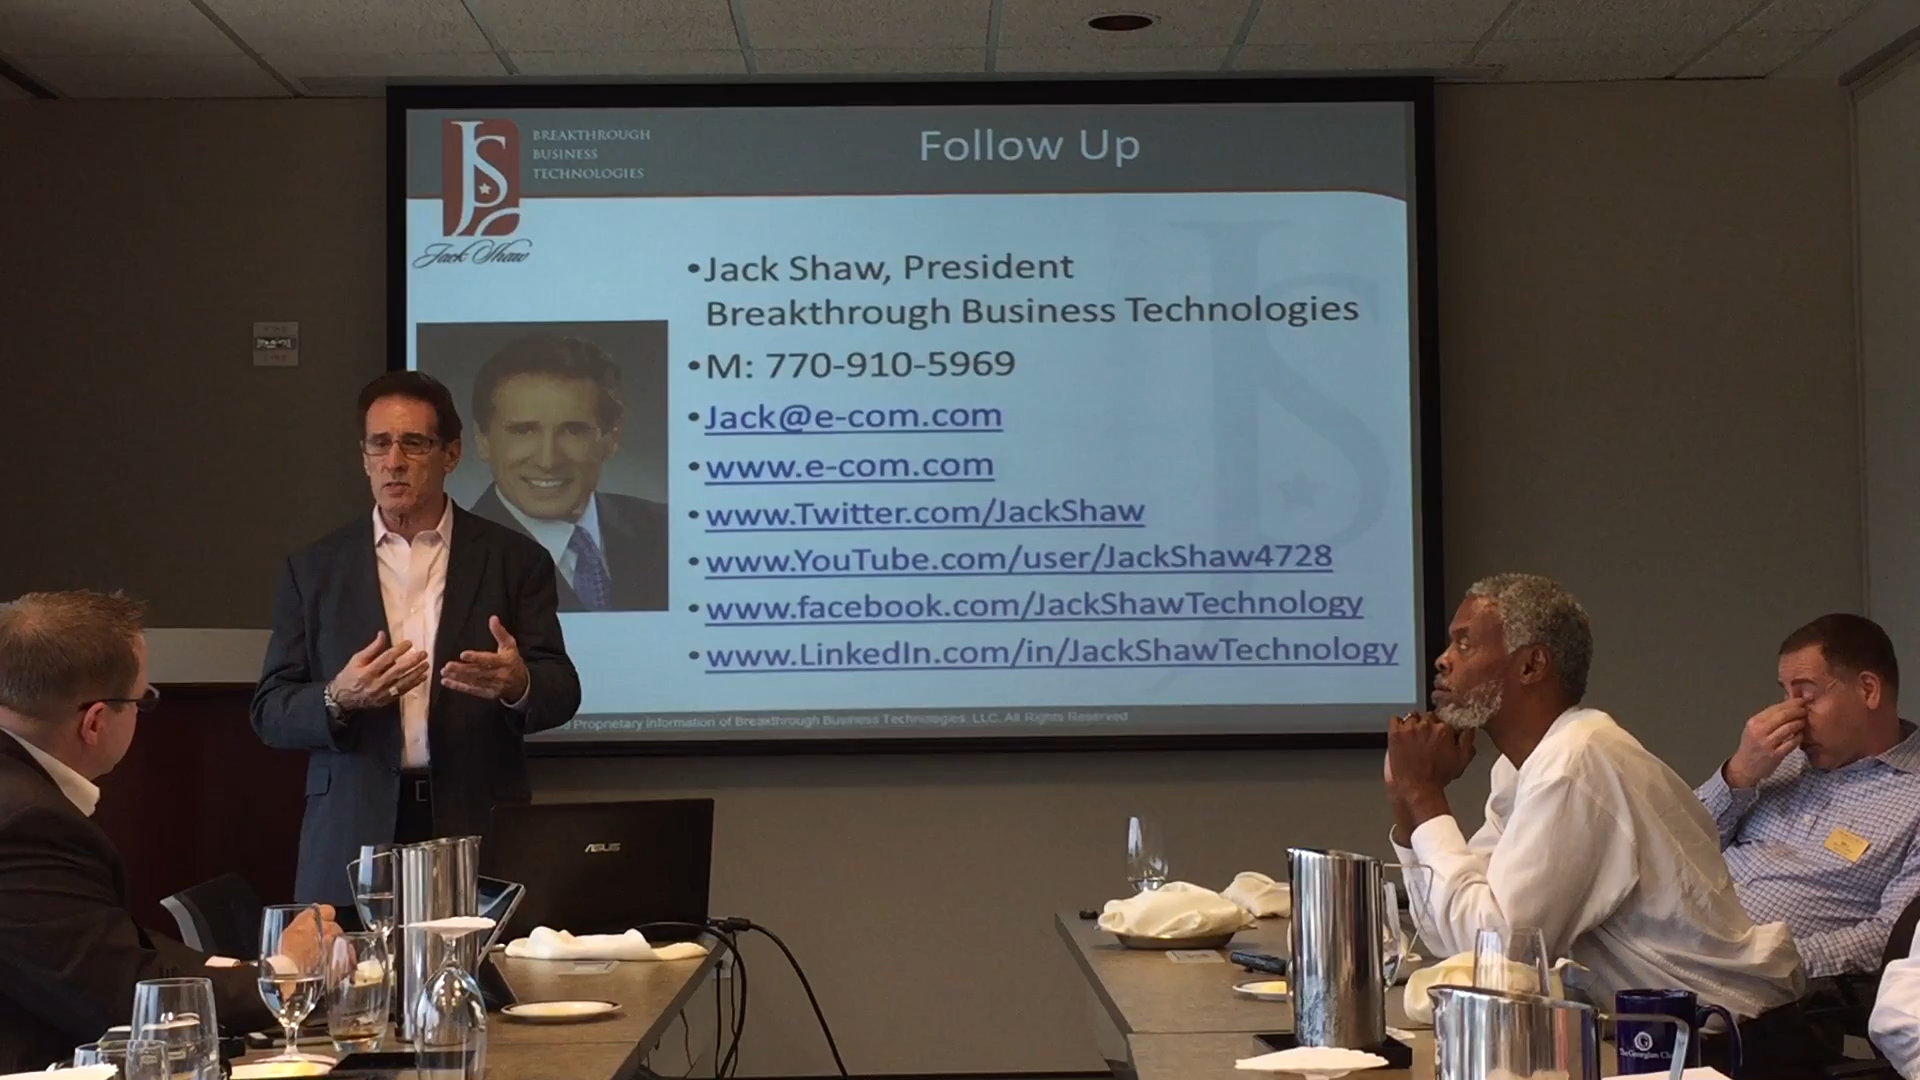 BREAKTHROUGH
BUSINESS
TECHNOLOGIES
Jack Shaw
Follow Up
•Jack Shaw, President
Breakthrough Business Technologies
•M: 770-910-5969
•Jack@e-com.com
•www.e-com.com
•www.Twitter.com/JackShaw
•www.YouTube.com/user/JackShaw4728
•www.facebook.com/JackShawTechnology
•www.LinkedIn.com/in/JackShawTechnology
Proprietary Information of Breakthrough Business Technologies, LLC. All Rights Reserved
ASUS
The Georgian